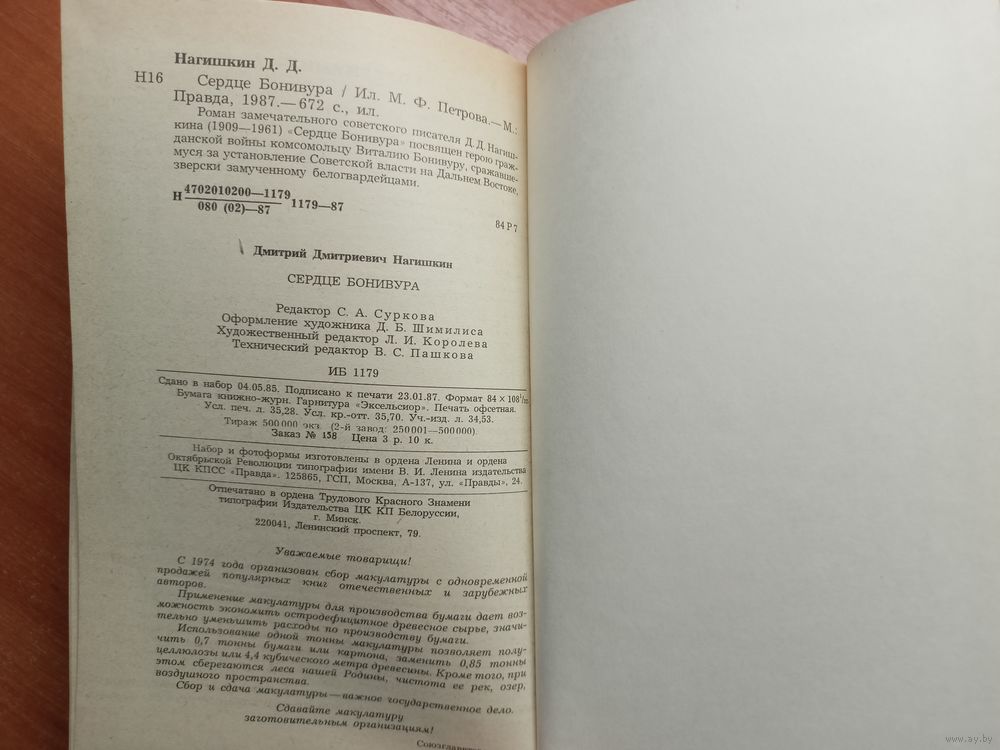 Нагишкин Д. Д.
Н16
Сердце Бонивура / Ил. М. Ф. Петрова.— М.:
Правда, 1987.— 672 с., ил.
Роман замечательного советского писателя Д. Д. Нагиш-
кина (1909—1961) «Сердце Бонивура» посвящен герою граж-
данской войны комсомольцу Виталию Бонивуру, сражавше-
муся за установление Советской власти на Дальнем Востоке,
зверски замученному белогвардейцами.
Н 4702010200—1179 1179—87
080 (02)—87
84 Р 7
Дмитрий Дмитриевич Нагишкин
СЕРДЦЕ БОНИВУРА
Редактор С. А. Суркова
Оформление художника Д. Б. Шимилиса
Художественный редактор Л. И. Королева
Технический редактор В. С. Пашкова
ИБ 1179
Сдано в набор 04.05.85. Подписано к печати 23.01.87. Формат 84 × 108¹/₃₂.
Бумага книжно-журн. Гарнитура «Эксельсиор». Печать офсетная.
Усл. печ. л. 35,28. Усл. кр.-отт. 35,70. Уч.-изд. л. 34,53.
Тираж 500 000 экз. (2-й завод: 250 001—500 000).
Заказ № 158 Цена 3 р. 10 к.
Набор и фотоформы изготовлены в ордена Ленина и ордена
Октябрьской Революции типографии имени В. И. Ленина издательства
ЦК КПСС «Правда». 125865, ГСП, Москва, А-137, ул. «Правды», 24.
Отпечатано в ордена Трудового Красного Знамени
типографии Издательства ЦК КП Белоруссии,
г. Минск.
220041, Ленинский проспект, 79.
Уважаемые товарищи!
С 1974 года организован сбор макулатуры с одновременной
продажей популярных книг отечественных и зарубежных
авторов.
Применение макулатуры для производства бумаги дает воз-
можность экономить остродефицитное древесное сырье, значи-
тельно уменьшить расходы по производству бумаги.
Использование одной тонны макулатуры позволяет полу-
чить 0,7 тонны бумаги или картона, заменить 0,85 тонны
целлюлозы или 4,4 кубического метра древесины. Кроме того, при
этом сберегаются леса нашей Родины, чистота ее рек, озер,
воздушного пространства.
Сбор и сдача макулатуры — важное государственное дело.
Сдавайте макулатуру
заготовительным организациям!
www.ay.by